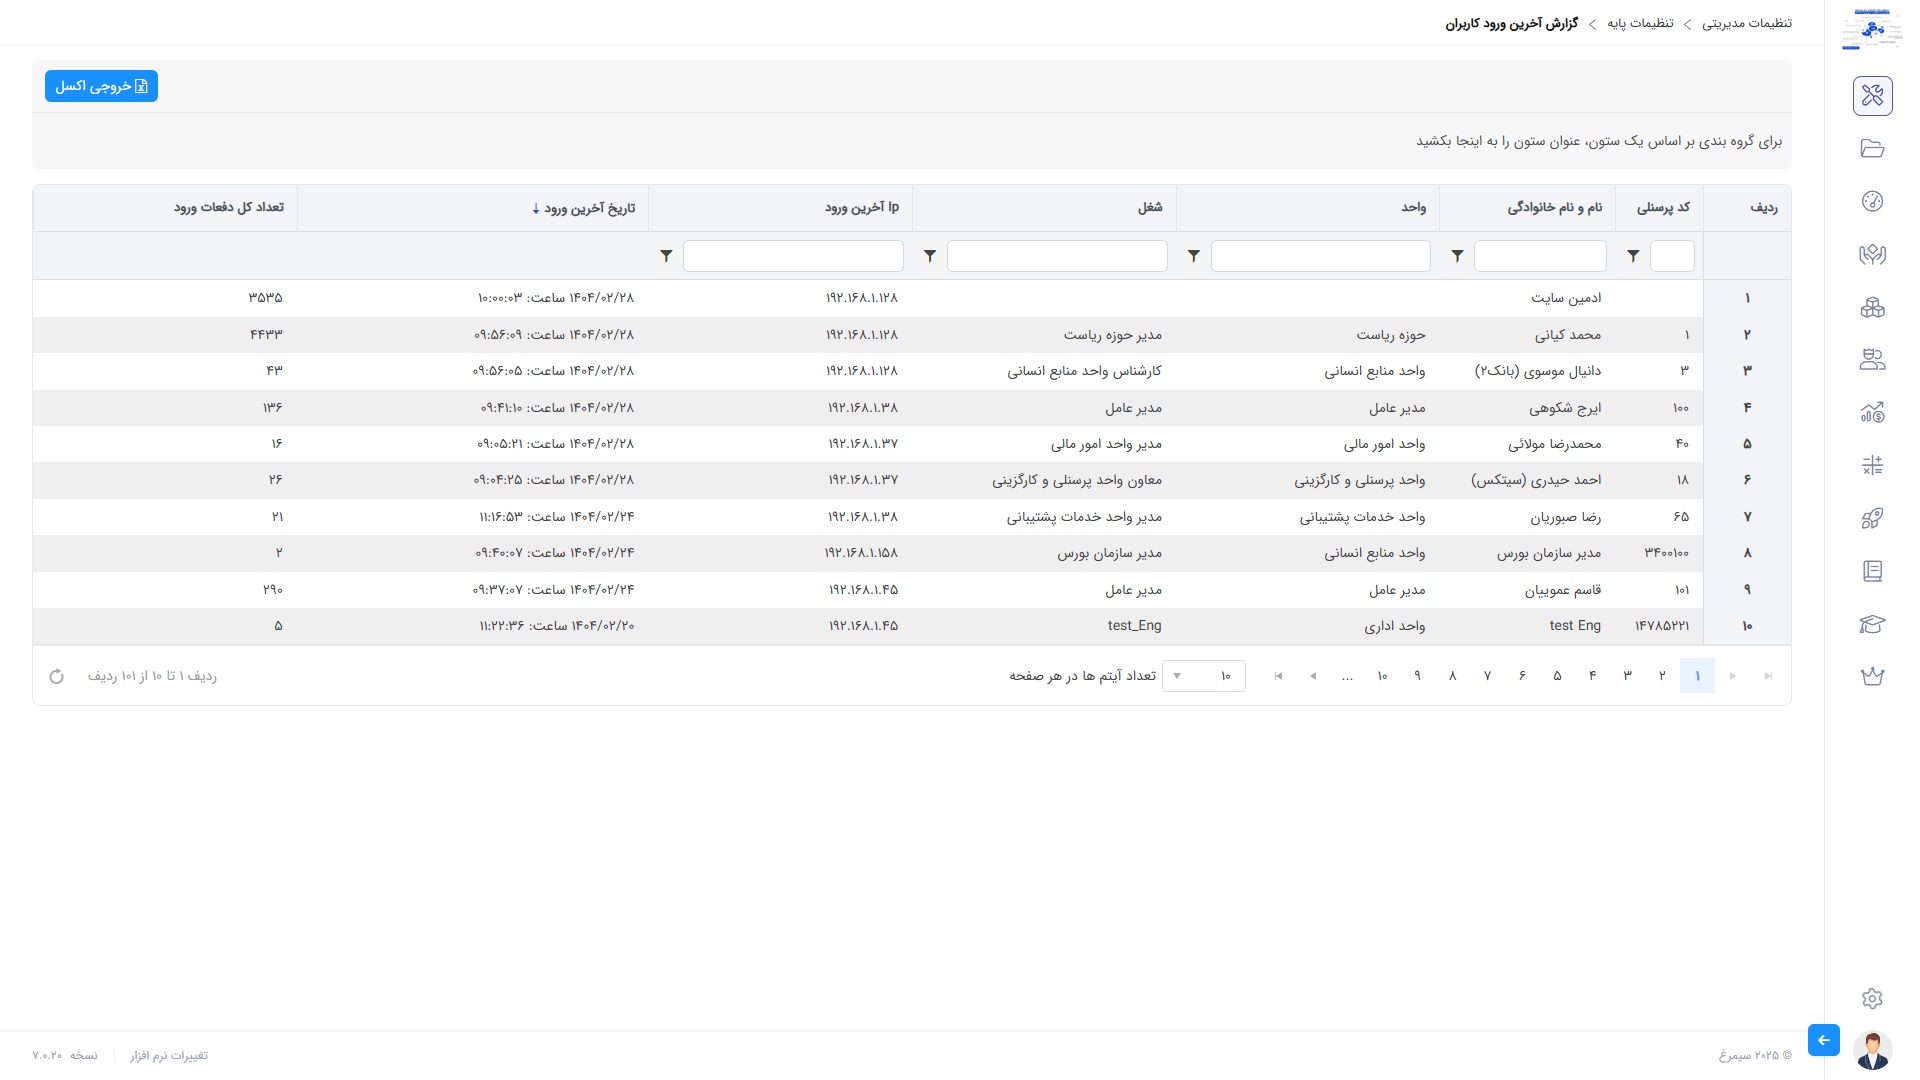 تنظیمات مدیریتی > تنظیمات پایه > گزارش آخرین ورود کاربران
خروجی اکسل
برای گروه بندی بر اساس یک ستون، عنوان ستون را به اینجا بکشید
ردیف کد پرسنلی نام و نام خانوادگی واحد شغل Ip آخرین ورود تاریخ آخرین ورود تعداد کل دفعات ورود
۱ ادمین سایت ۱۹۲.۱۶۸.۱.۱۲۸ ۱۴۰۴/۰۲/۲۸ ساعت: ۱۰:۰۰:۰۳ ۳۵۳۵
۲ ۱ محمد کیانی حوزه ریاست مدیر حوزه ریاست ۱۹۲.۱۶۸.۱.۱۲۸ ۱۴۰۴/۰۲/۲۸ ساعت: ۰۹:۵۶:۰۹ ۴۴۳۳
۳ ۳ دانیال موسوی (بانک۲) واحد منابع انسانی کارشناس واحد منابع انسانی ۱۹۲.۱۶۸.۱.۱۲۸ ۱۴۰۴/۰۲/۲۸ ساعت: ۰۹:۵۶:۰۵ ۴۳
۴ ۱۰۰ ایرج شکوهی مدیر عامل مدیر عامل ۱۹۲.۱۶۸.۱.۳۸ ۱۴۰۴/۰۲/۲۸ ساعت: ۰۹:۴۱:۱۰ ۱۳۶
۵ ۴۰ محمدرضا مولائی واحد امور مالی مدیر واحد امور مالی ۱۹۲.۱۶۸.۱.۳۷ ۱۴۰۴/۰۲/۲۸ ساعت: ۰۹:۰۵:۲۱ ۱۶
۶ ۱۸ احمد حیدری (سیتکس) واحد پرسنلی و کارگزینی معاون واحد پرسنلی و کارگزینی ۱۹۲.۱۶۸.۱.۳۷ ۱۴۰۴/۰۲/۲۸ ساعت: ۰۹:۰۴:۲۵ ۲۶
۷ ۶۵ رضا صبوریان واحد خدمات پشتیبانی مدیر واحد خدمات پشتیبانی ۱۹۲.۱۶۸.۱.۳۸ ۱۴۰۴/۰۲/۲۴ ساعت: ۱۱:۱۶:۵۳ ۲۱
۸ ۳۴۰۰۱۰۰ مدیر سازمان بورس واحد منابع انسانی مدیر سازمان بورس ۱۹۲.۱۶۸.۱.۱۵۸ ۱۴۰۴/۰۲/۲۴ ساعت: ۰۹:۴۰:۰۷ ۲
۹ ۱۰۱ قاسم عموییان مدیر عامل مدیر عامل ۱۹۲.۱۶۸.۱.۴۵ ۱۴۰۴/۰۲/۲۴ ساعت: ۰۹:۳۷:۰۷ ۲۹۰
۱۰ ۱۴۷۸۵۲۲۱ test Eng واحد اداری test_Eng ۱۹۲.۱۶۸.۱.۴۵ ۱۴۰۴/۰۲/۲۰ ساعت: ۱۱:۲۲:۳۶ ۵
۱ ۲ ۳ ۴ ۵ ۶ ۷ ۸ ۹ ۱۰ ... ۱۰ تعداد آیتم ها در هر صفحه ردیف ۱ تا ۱۰ از ۱۰۱ ردیف
© ۲۰۲۵ سیمرغ تغییرات نرم افزار نسخه ۷.۰.۲۰